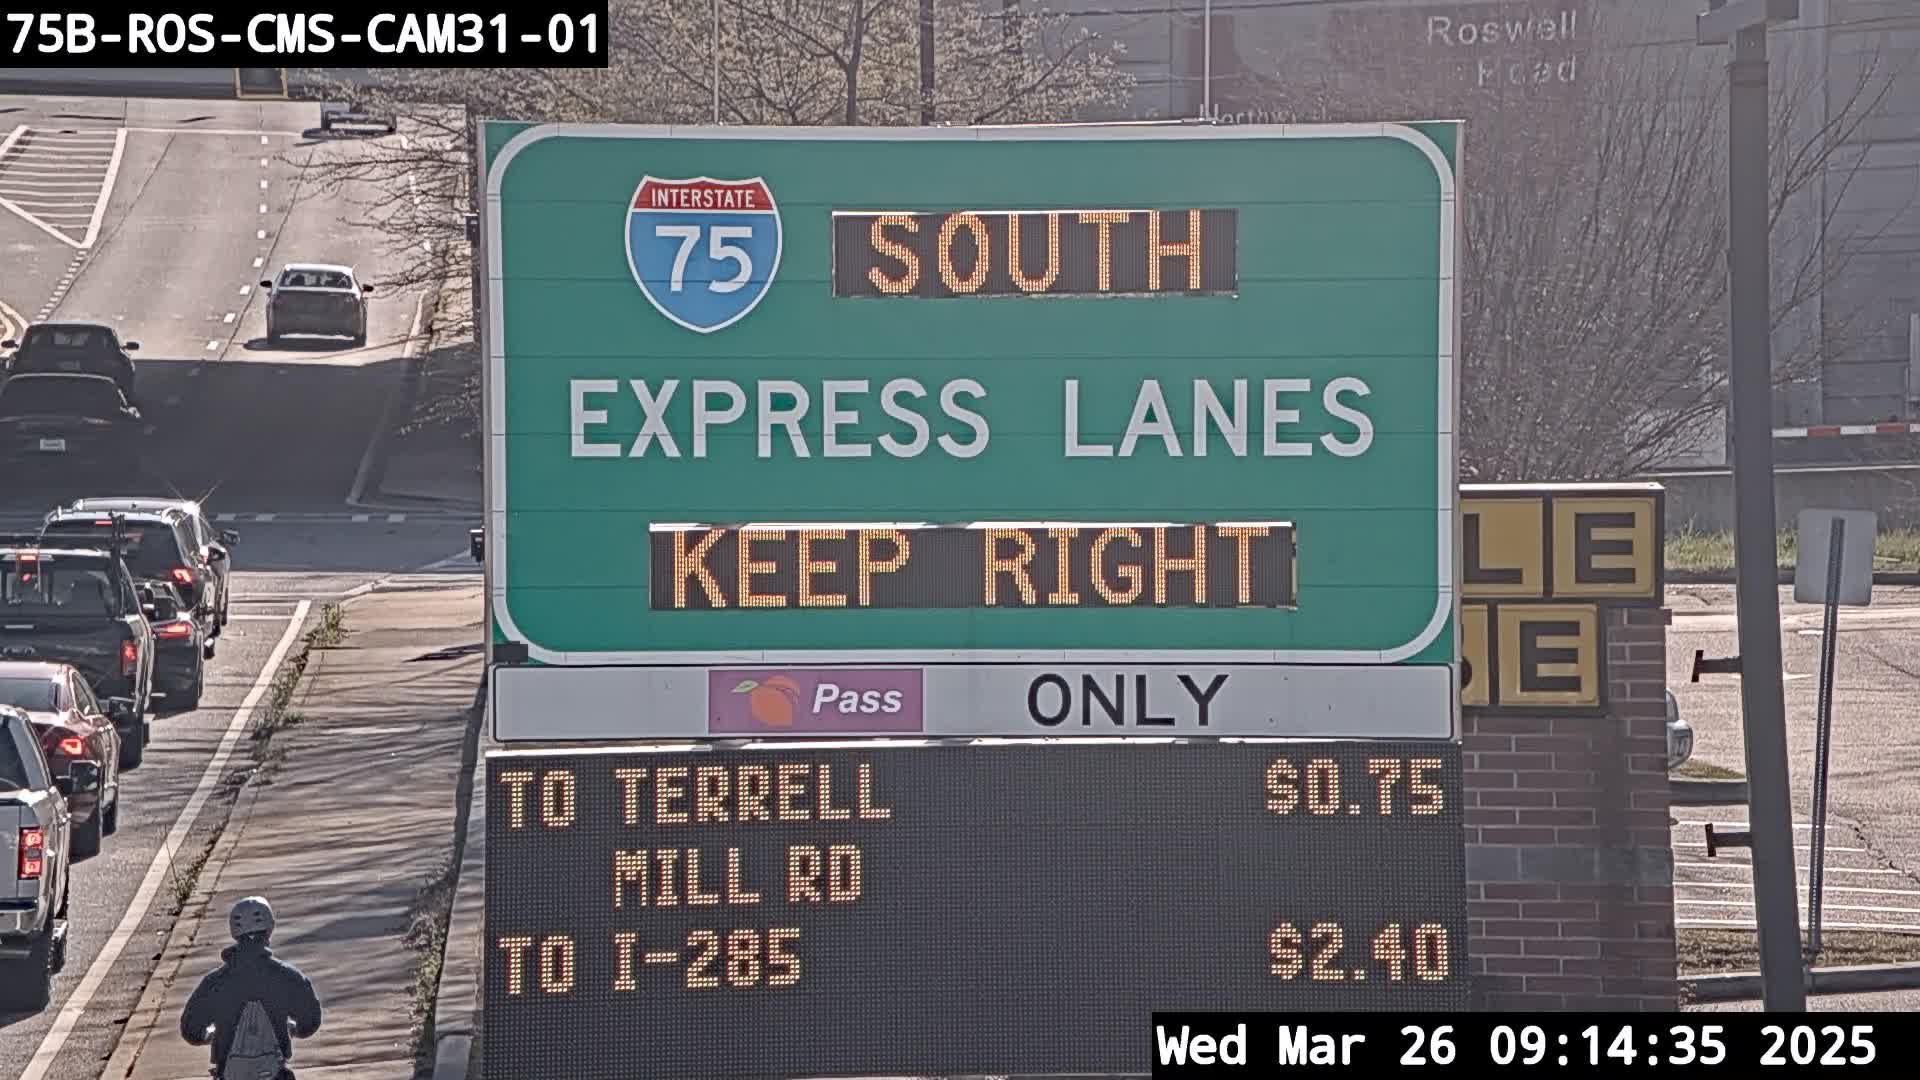 75B-ROS-CMS-CAM31-01
Roswell
Road
INTERSTATE
75
SOUTH
EXPRESS LANES
KEEP RIGHT
Pass ONLY
TO TERRELL $0.75
MILL RD
TO I-285 $2.40
LE
E
Wed Mar 26 09:14:35 2025